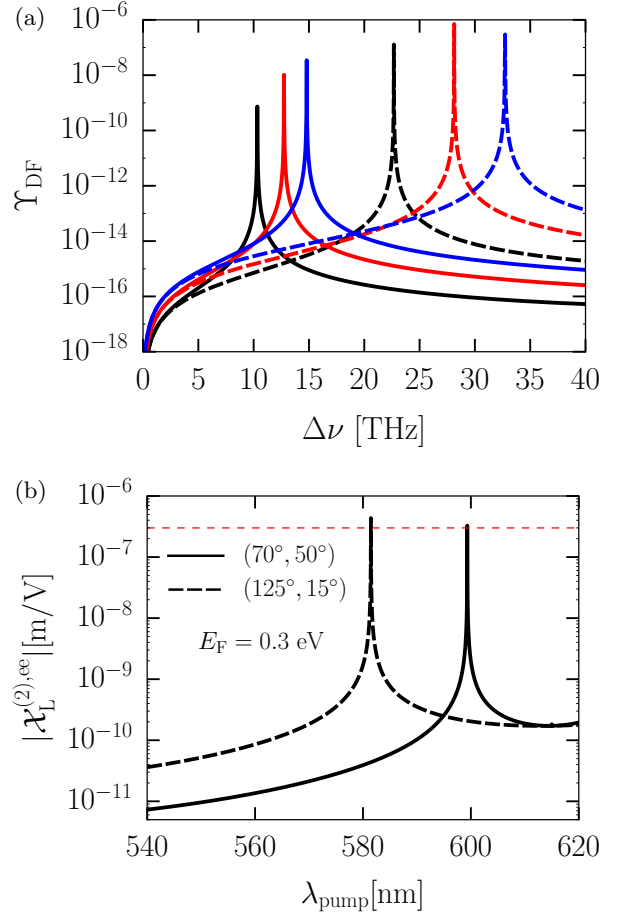 (a)
10⁻⁶
10⁻⁸
10⁻¹⁰
10⁻¹²
10⁻¹⁴
10⁻¹⁶
10⁻¹⁸
ϒ_DF
0 5 10 15 20 25 30 35 40
Δν [THz]
(b)
10⁻⁶
10⁻⁷
10⁻⁸
10⁻⁹
10⁻¹⁰
10⁻¹¹
|𝒳_L^(2),ee| [m/V]
(70°, 50°)
(125°, 15°)
E_F = 0.3 eV
540 560 580 600 620
λ_pump[nm]